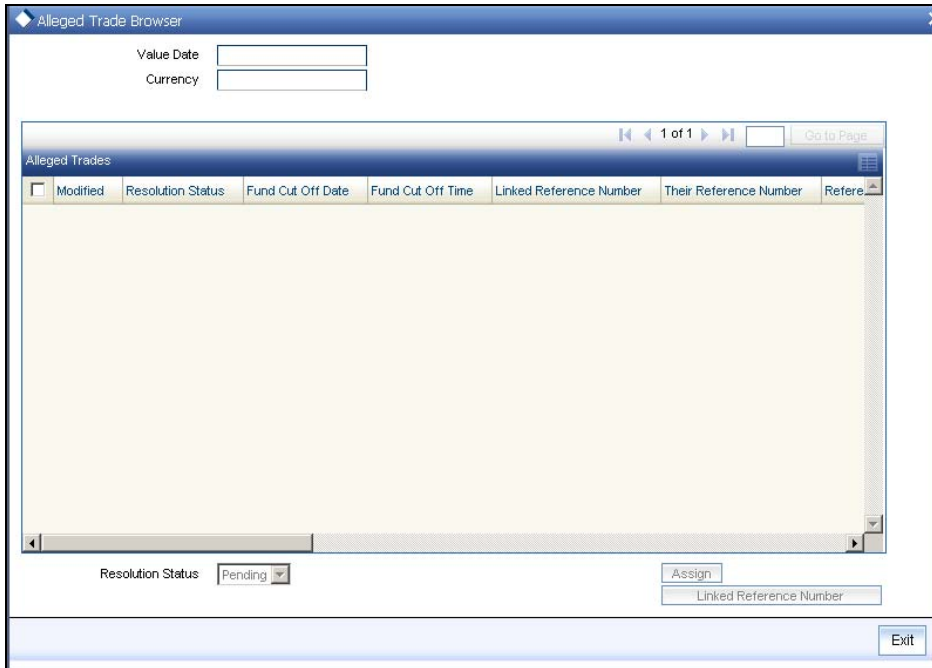 Alleged Trade Browser
Value Date
Currency
1 of 1 Go to Page
Alleged Trades
Modified Resolution Status Fund Cut Off Date Fund Cut Off Time Linked Reference Number Their Reference Number Refere
Resolution Status Pending Assign
Linked Reference Number
Exit